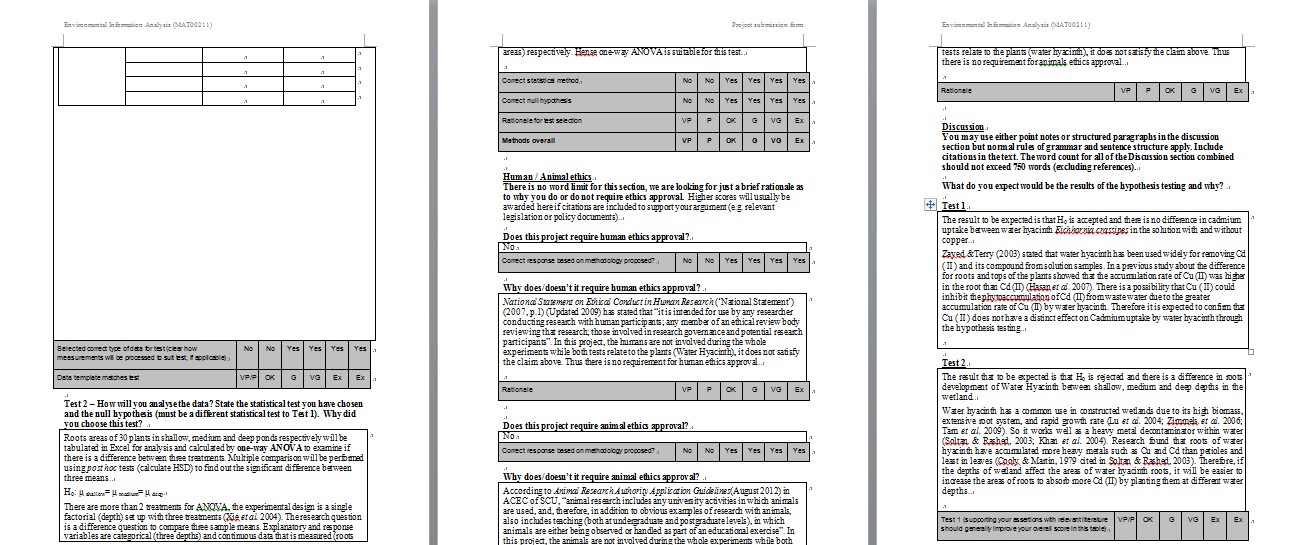 Environmental Information Analysis (MAT00211)
Selected correct type of data for test (clear how
measurements will be processed to suit test, if applicable)
No No Yes Yes Yes Yes
Data template matches test
VP/P OK G VG Ex Ex
Test 2 – How will you analyse the data? State the statistical test you have chosen
and the null hypothesis (must be a different statistical test to Test 1). Why did
you choose this test?
Roots areas of 30 plants in shallow, medium and deep ponds respectively will be
tabulated in Excel for analysis and calculated by one-way ANOVA to examine if
there is a difference between three treatments. Multiple comparison will be performed
using post hoc tests (calculate HSD) to find out the significant difference between
three means.
H₀: μ shallow= μ medium= μ deep
There are more than 2 treatments for ANOVA, the experimental design is a single
factorial (depth) set up with three treatments (Xie et al. 2004). The research question
is a difference question to compare three sample means. Explanatory and response
variables are categorical (three depths) and continuous data that is measured (roots
Project submission form
areas) respectively. Hense one-way ANOVA is suitable for this test.
Correct statistical method No No Yes Yes Yes Yes
Correct null hypothesis No No Yes Yes Yes Yes
Rationale for test selection VP P OK G VG Ex
Methods overall VP P OK G VG Ex
Human / Animal ethics
There is no word limit for this section, we are looking for just a brief rationale as
to why you do or do not require ethics approval. Higher scores will usually be
awarded here if citations are included to support your argument (e.g. relevant
legislation or policy documents).
Does this project require human ethics approval?
No
Correct response based on methodology proposed? No No Yes Yes Yes Yes
Why does/doesn't it require human ethics approval?
National Statement on Ethical Conduct in Human Research ("National Statement")
(2007, p.1) (Updated 2009) has stated that "it is intended for use by any researcher
conducting research with human participants; any member of an ethical review body
reviewing that research; those involved in research governance and potential research
participants". In this project, the humans are not involved during the whole
experiments while both tests relate to the plants (Water Hyacinth), it does not satisfy
the claim above. Thus there is no requirement for human ethics approval.
Rationale VP P OK G VG Ex
Does this project require animal ethics approval?
No
Correct response based on methodology proposed? No No Yes Yes Yes Yes
Why does/doesn't it require animal ethics approval?
According to Animal Research Authority Application Guidelines(August 2012) in
ACEC of SCU, "animal research includes any university activities in which animals
are used, and, therefore, in addition to obvious examples of research with animals,
also includes teaching (both at undergraduate and postgraduate levels), in which
animals are either being observed or handled as part of an educational exercise". In
this project, the animals are not involved during the whole experiments while both
Environmental Information Analysis (MAT00211)
tests relate to the plants (water hyacinth), it does not satisfy the claim above. Thus
there is no requirement for animals ethics approval.
Rationale VP P OK G VG Ex
Discussion
You may use either point notes or structured paragraphs in the discussion
section but normal rules of grammar and sentence structure apply. Include
citations in the text. The word count for all of the Discussion section combined
should not exceed 750 words (excluding references).
What do you expect would be the results of the hypothesis testing and why?
Test 1
The result to be expected is that H₀ is accepted and there is no difference in cadmium
uptake between water hyacinth Eichhornia crassipes in the solution with and without
copper.
Zayed &Terry (2003) stated that water hyacinth has been used widely for removing Cd
(II) and its compound from solution samples. In a previous study about the difference
for roots and tops of the plants showed that the accumulation rate of Cu (II) was higher
in the root than Cd (II) (Hasan et al. 2007). There is a possibility that Cu (II) could
inhibit the phytoaccumulation of Cd (II) from waste water due to the greater
accumulation rate of Cu (II) by water hyacinth. Therefore it is expected to confirm that
Cu (II) does not have a distinct effect on Cadmium uptake by water hyacinth through
the hypothesis testing.
Test 2
The result that to be expected is that H₀ is rejected and there is a difference in roots
development of Water Hyacinth between shallow, medium and deep depths in the
wetland.
Water hyacinth has a common use in constructed wetlands due to its high biomass,
extensive root system, and rapid growth rate (Lu et al. 2004; Zimmels et al. 2006;
Tam et al. 2009). So it works well as a heavy metal decontaminator within water
(Soltan & Rashed, 2003; Khan et al. 2004). Research found that roots of water
hyacinth have accumulated more heavy metals such as Cu and Cd than petioles and
least in leaves (Cooly & Martin, 1979 cited in Soltan & Rashed, 2003). Therefore, if
the depths of wetland affect the areas of water hyacinth roots, it will be easier to
increase the areas of roots to absorb more Cd (II) by planting them at different water
depths.
Test 1 (supporting your assertions with relevant literature
should generally improve your overall score in this table)
VP/P OK G VG Ex Ex